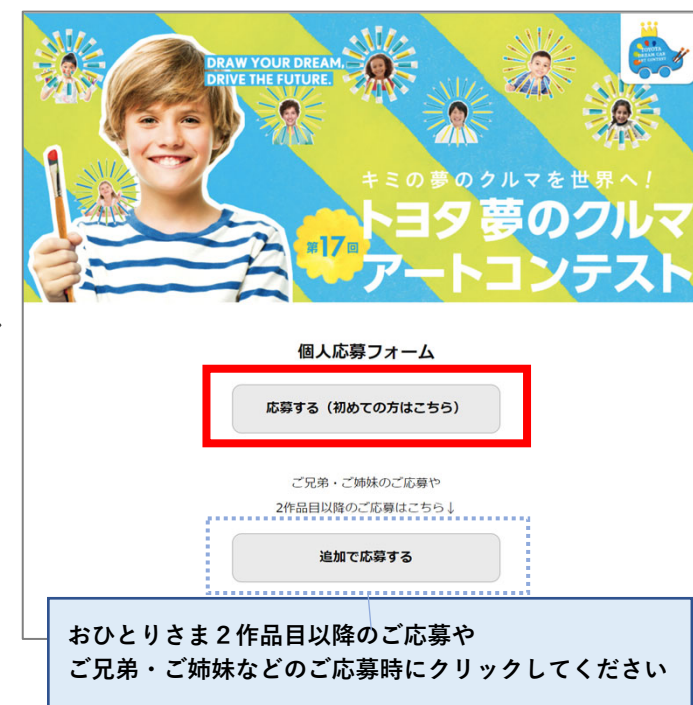 DRAW YOUR DREAM.
DRIVE THE FUTURE.
TOYOTA
DREAM CAR
ART CONTEST
キミの夢のクルマを世界へ!
第17回
トヨタ夢のクルマ
アートコンテスト
個人応募フォーム
応募する（初めての方はこちら）
ご兄弟・ご姉妹のご応募や
2作品目以降のご応募はこちら↓
追加で応募する
おひとりさま２作品目以降のご応募や
ご兄弟・ご姉妹などのご応募時にクリックしてください